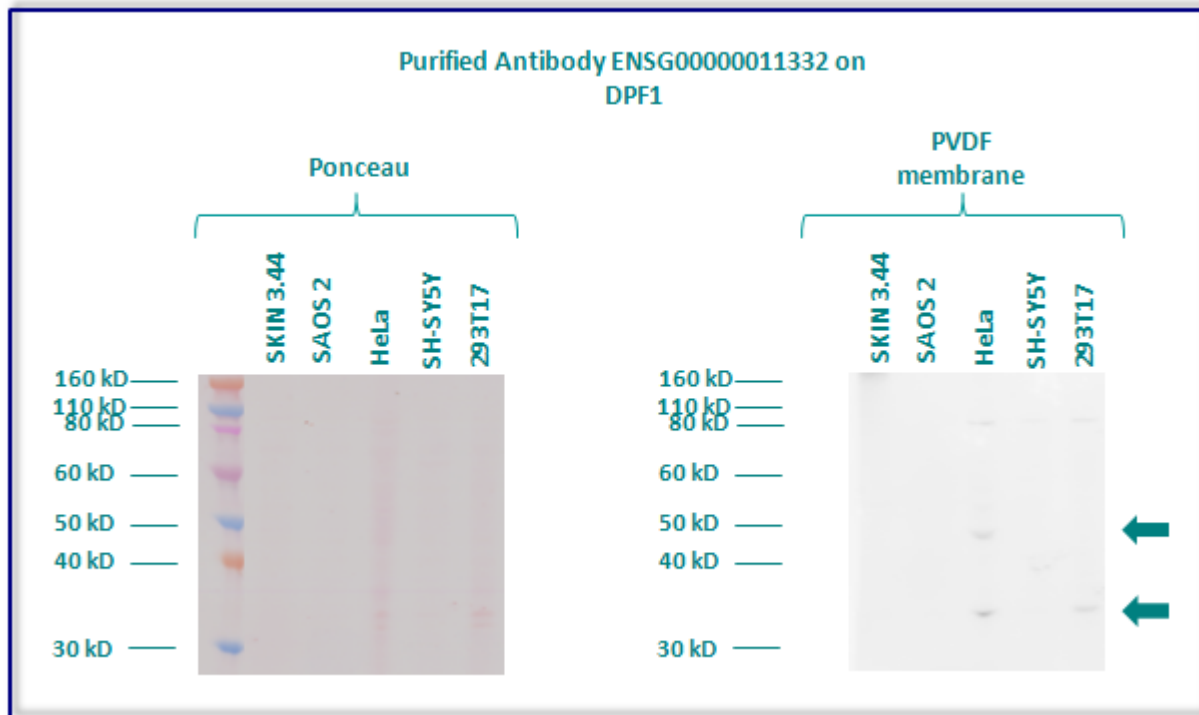 Purified Antibody ENSG00000011332 on
DPF1
Ponceau
SKIN 3.44
SAOS 2
HeLa
SH-SY5Y
293T17
160 kD
110 kD
80 kD
60 kD
50 kD
40 kD
30 kD
PVDF
membrane
SKIN 3.44
SAOS 2
HeLa
SH-SY5Y
293T17
160 kD
110 kD
80 kD
60 kD
50 kD
40 kD
30 kD